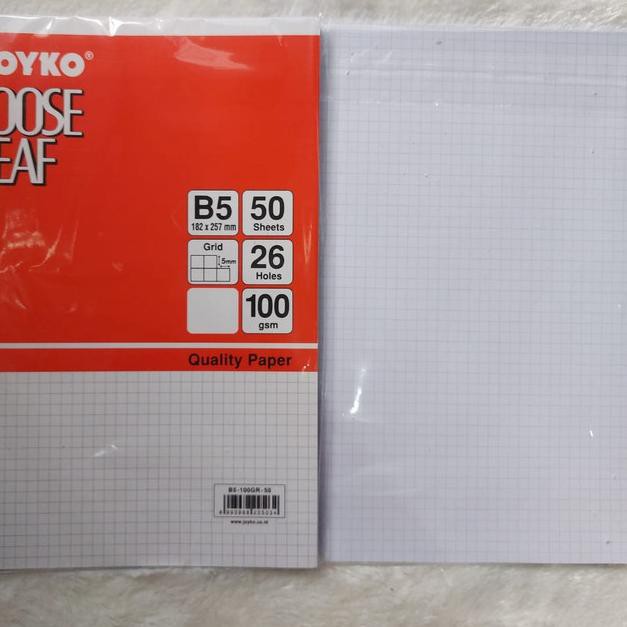 OYKO®
OOSE
EAF
B5 50
182 x 257 mm Sheets
Grid 26
5mm Holes
100
gsm
Quality Paper
B5-100GR-50
www.joyko.co.id